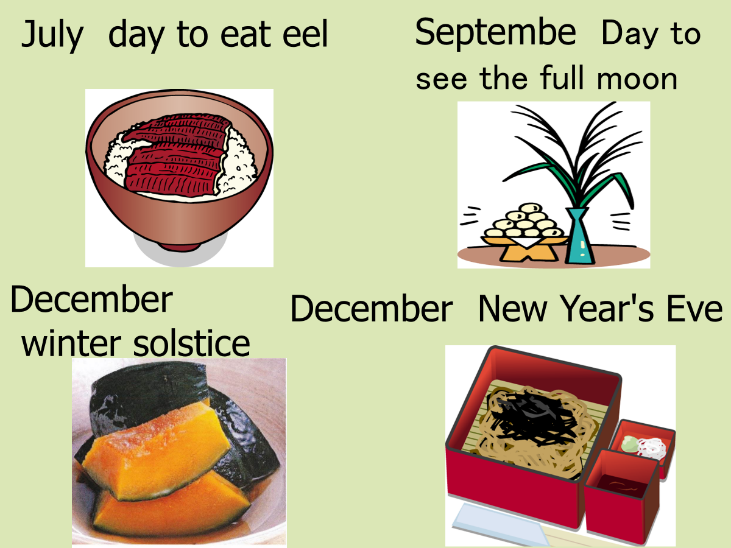 July day to eat eel
Septembe Day to
see the full moon
December
winter solstice
December New Year's Eve